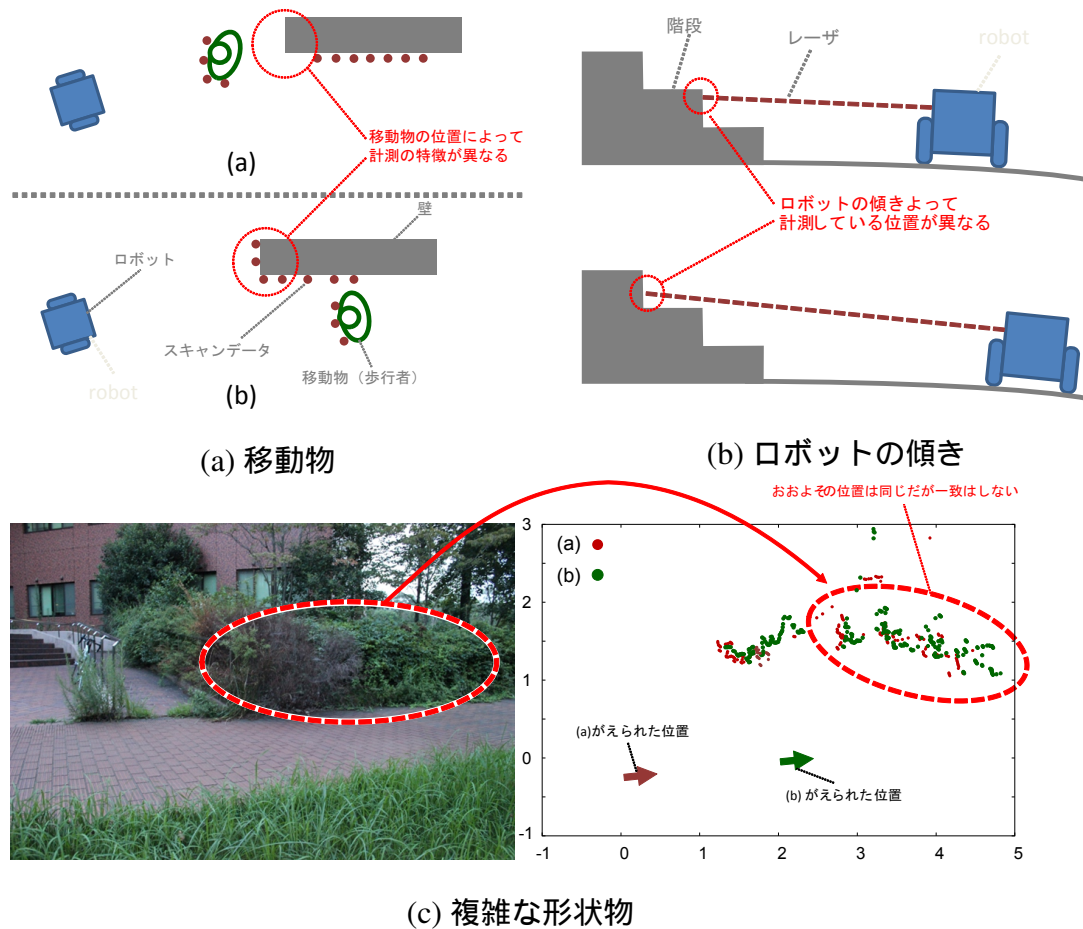 (a)
移動物の位置によって
計測の特徴が異なる
壁
ロボット
スキャンデータ
移動物（歩行者）
robot
(b)
(a) 移動物
階段
レーザ
robot
ロボットの傾きよって
計測している位置が異なる
(b) ロボットの傾き
おおよその位置は同じだが一致はしない
(a)
(b)
3
2
1
0
-1
(a)がえられた位置
(b) がえられた位置
-1
0
1
2
3
4
5
(c) 複雑な形状物